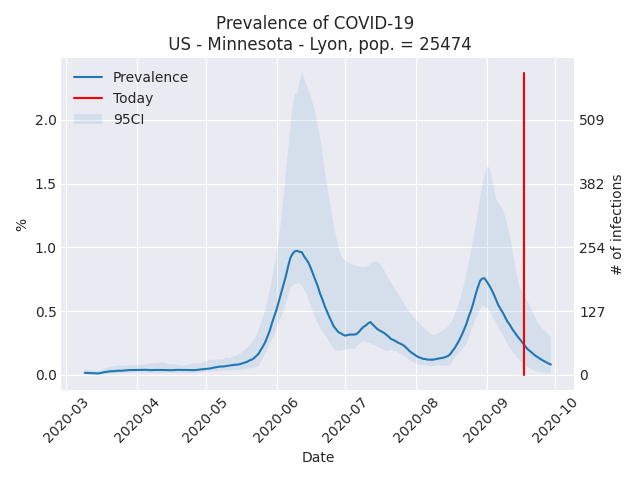 Prevalence of COVID-19
US - Minnesota - Lyon, pop. = 25474
Prevalence
Today
95CI
2.0
1.5
1.0
0.5
0.0
%
509
382
254
127
0
# of infections
2020-03
2020-04
2020-05
2020-06
2020-07
2020-08
2020-09
2020-10
Date